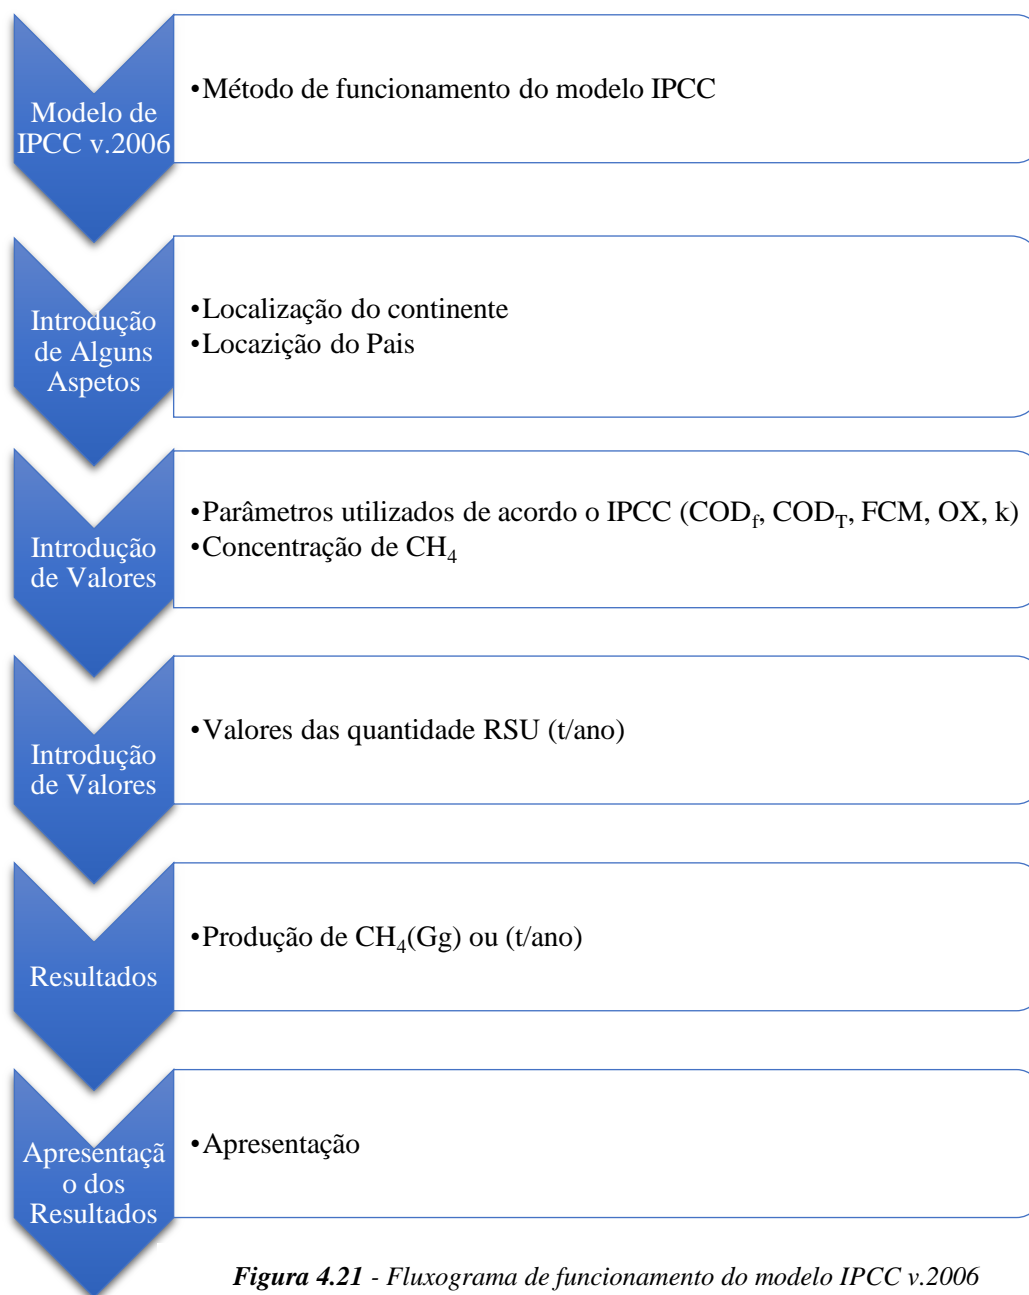 Modelo de
IPCC v.2006
•Método de funcionamento do modelo IPCC
Introdução
de Alguns
Aspetos
•Localização do continente
•Locazição do Pais
Introdução
de Valores
•Parâmetros utilizados de acordo o IPCC (COD_f, COD_T, FCM, OX, k)
•Concentração de CH₄
Introdução
de Valores
•Valores das quantidade RSU (t/ano)
Resultados
•Produção de CH₄(Gg) ou (t/ano)
Apresentaçã
o dos
Resultados
•Apresentação
Figura 4.21 - Fluxograma de funcionamento do modelo IPCC v.2006